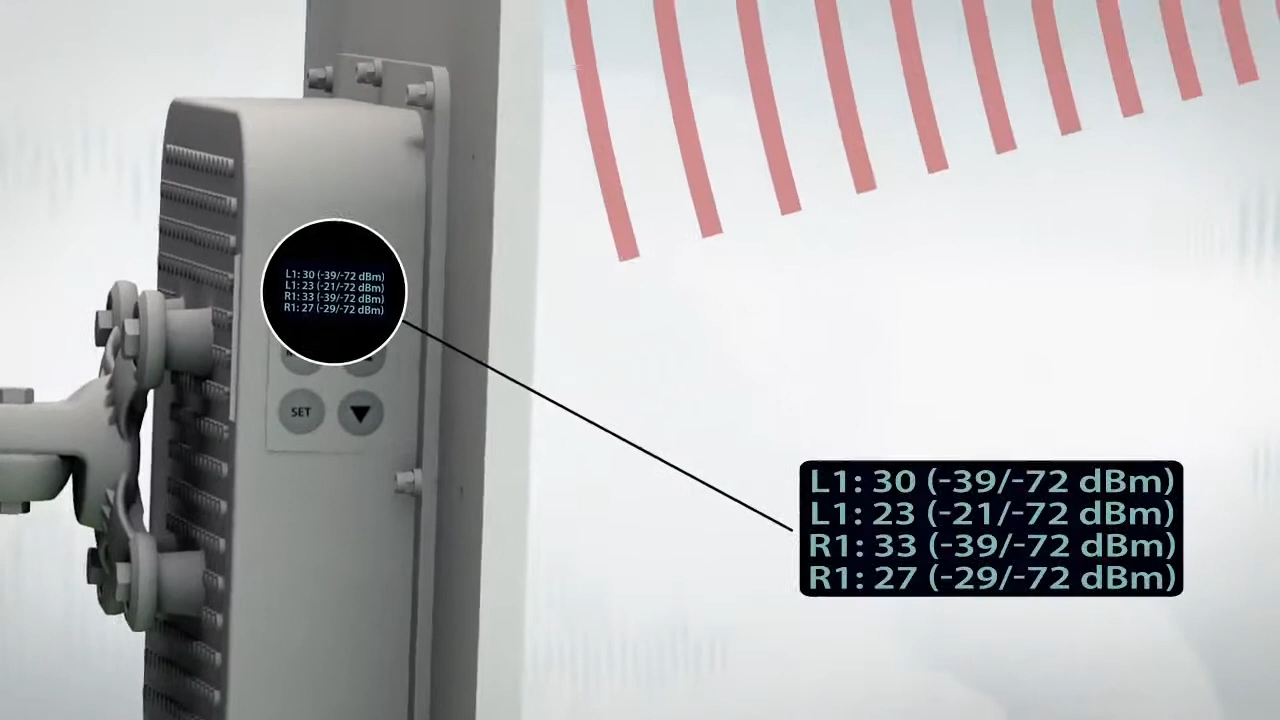 L1: 30 (-39/-72 dBm)
L1: 23 (-21/-72 dBm)
R1: 33 (-39/-72 dBm)
R1: 27 (-29/-72 dBm)
SET
L1: 30 (-39/-72 dBm)
L1: 23 (-21/-72 dBm)
R1: 33 (-39/-72 dBm)
R1: 27 (-29/-72 dBm)